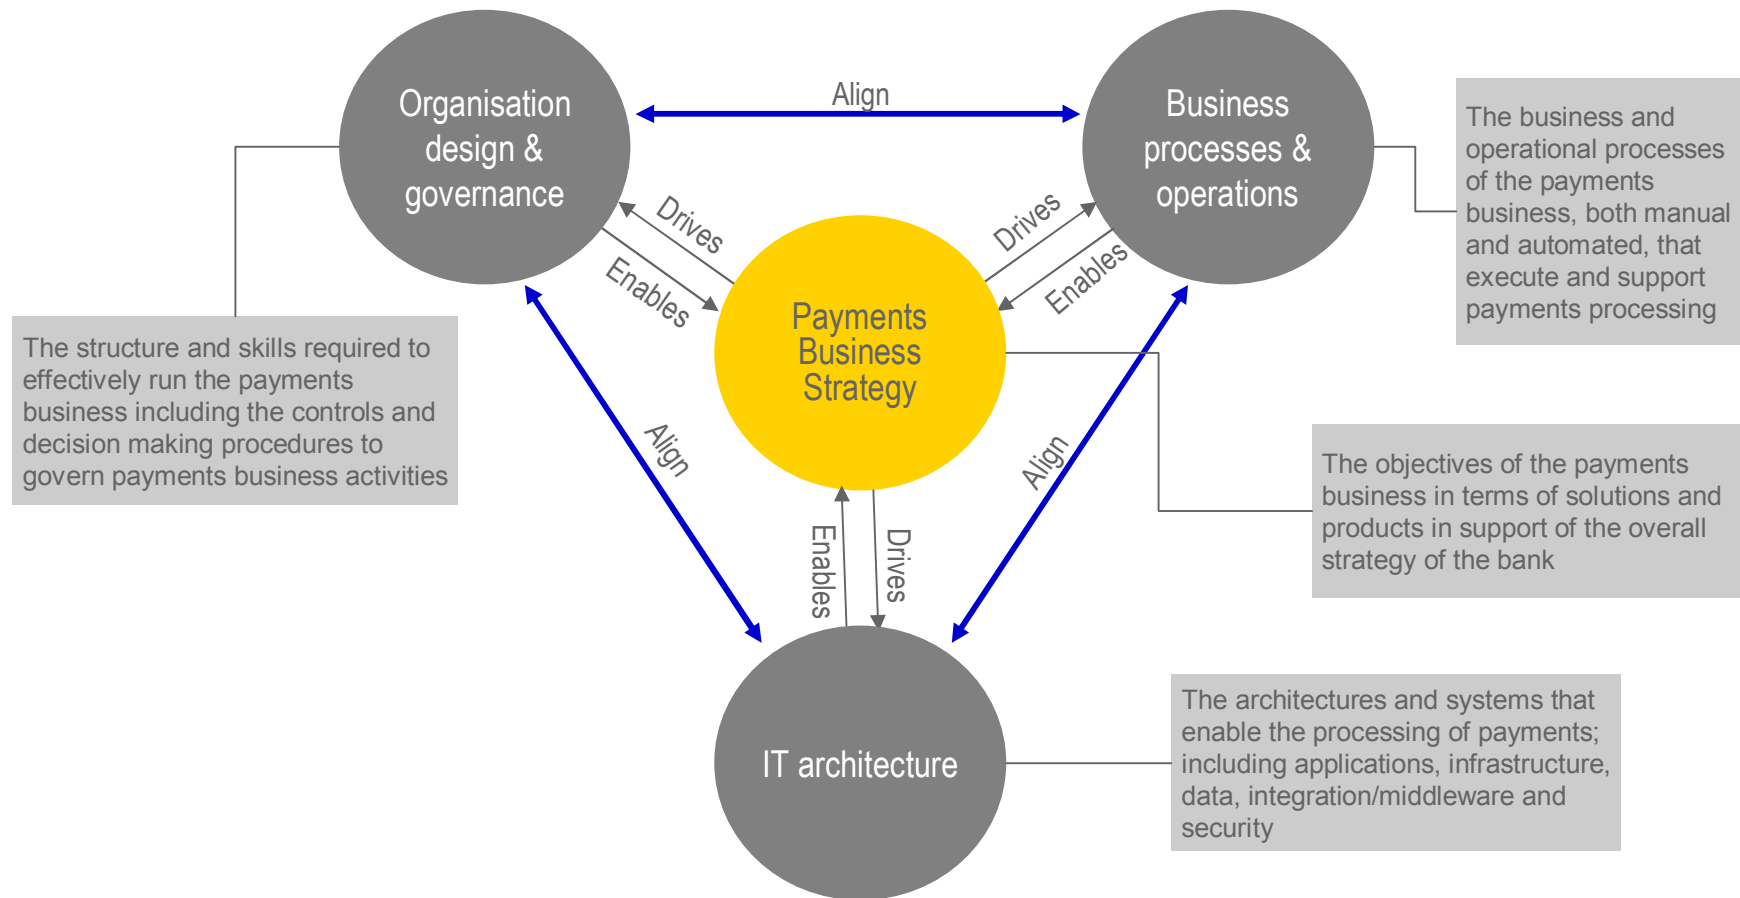 Organisation
design &
governance
Align
Business
processes &
operations
The business and
operational processes
of the payments
business, both manual
and automated, that
execute and support
payments processing
Drives
Enables
Drives
Enables
Payments
Business
Strategy
The structure and skills required to
effectively run the payments
business including the controls and
decision making procedures to
govern payments business activities
Align
Align
The objectives of the payments
business in terms of solutions and
products in support of the overall
strategy of the bank
Enables
Drives
IT architecture
The architectures and systems that
enable the processing of payments;
including applications, infrastructure,
data, integration/middleware and
security